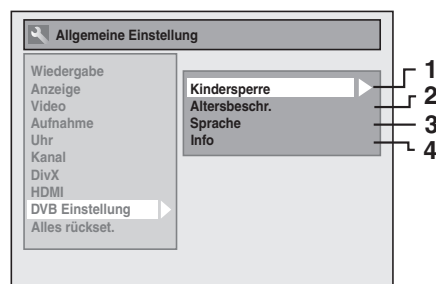 Allgemeine Einstellung
Wiedergabe
Anzeige
Video
Aufnahme
Uhr
Kanal
DivX
HDMI
DVB Einstellung
Alles rückset.
Kindersperre
Altersbeschr.
Sprache
Info
1
2
3
4